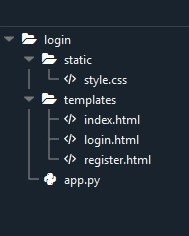 login
static
style.css
templates
index.html
login.html
register.html
app.py